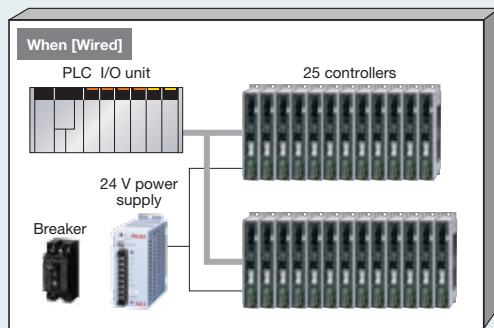 When [Wired]
PLC I/O unit
25 controllers
24 V power
supply
Breaker